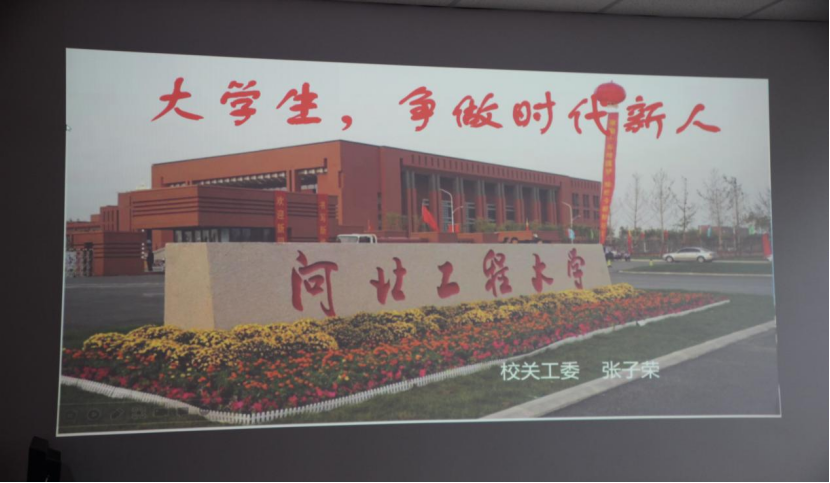 大学生，争做时代新人
河北工程大学
校关工委 张子荣